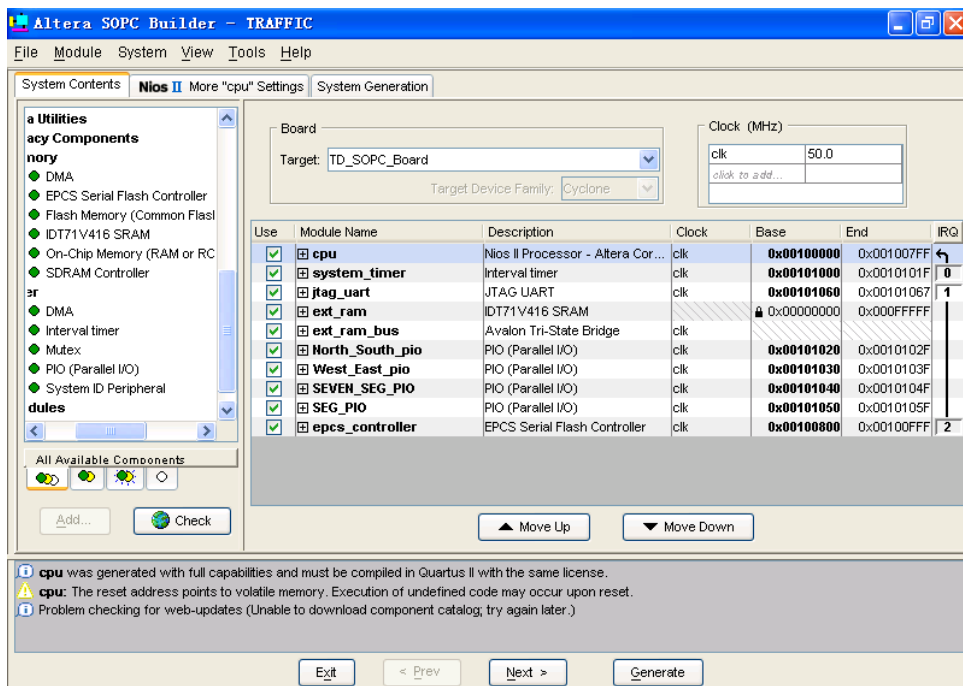 Altera SOPC Builder - TRAFFIC
File Module System View Tools Help
System Contents Nios II More "cpu" Settings System Generation
a Utilities
acy Components
nory
DMA
EPCS Serial Flash Controller
Flash Memory (Common Flasl
IDT71V416 SRAM
On-Chip Memory (RAM or RC
SDRAM Controller
er
DMA
Interval timer
Mutex
PIO (Parallel I/O)
System ID Peripheral
dules
All Available Components
Add... Check
Board
Target: TD_SOPC_Board
Target Device Family: Cyclone
Clock (MHz)
clk 50.0
click to add...
Use Module Name Description Clock Base End IRQ
cpu Nios II Processor - Altera Cor... clk 0x00100000 0x001007FF
system_timer Interval timer clk 0x00101000 0x0010101F 0
jtag_uart JTAG UART clk 0x00101060 0x00101067 1
ext_ram IDT71V416 SRAM 0x00000000 0x000FFFFF
ext_ram_bus Avalon Tri-State Bridge clk
North_South_pio PIO (Parallel I/O) clk 0x00101020 0x0010102F
West_East_pio PIO (Parallel I/O) clk 0x00101030 0x0010103F
SEVEN_SEG_PIO PIO (Parallel I/O) clk 0x00101040 0x0010104F
SEG_PIO PIO (Parallel I/O) clk 0x00101050 0x0010105F
epcs_controller EPCS Serial Flash Controller clk 0x00100800 0x00100FFF 2
Move Up Move Down
cpu was generated with full capabilities and must be compiled in Quartus II with the same license.
cpu: The reset address points to volatile memory. Execution of undefined code may occur upon reset.
Problem checking for web-updates (Unable to download component catalog; try again later.)
Exit < Prev Next > Generate